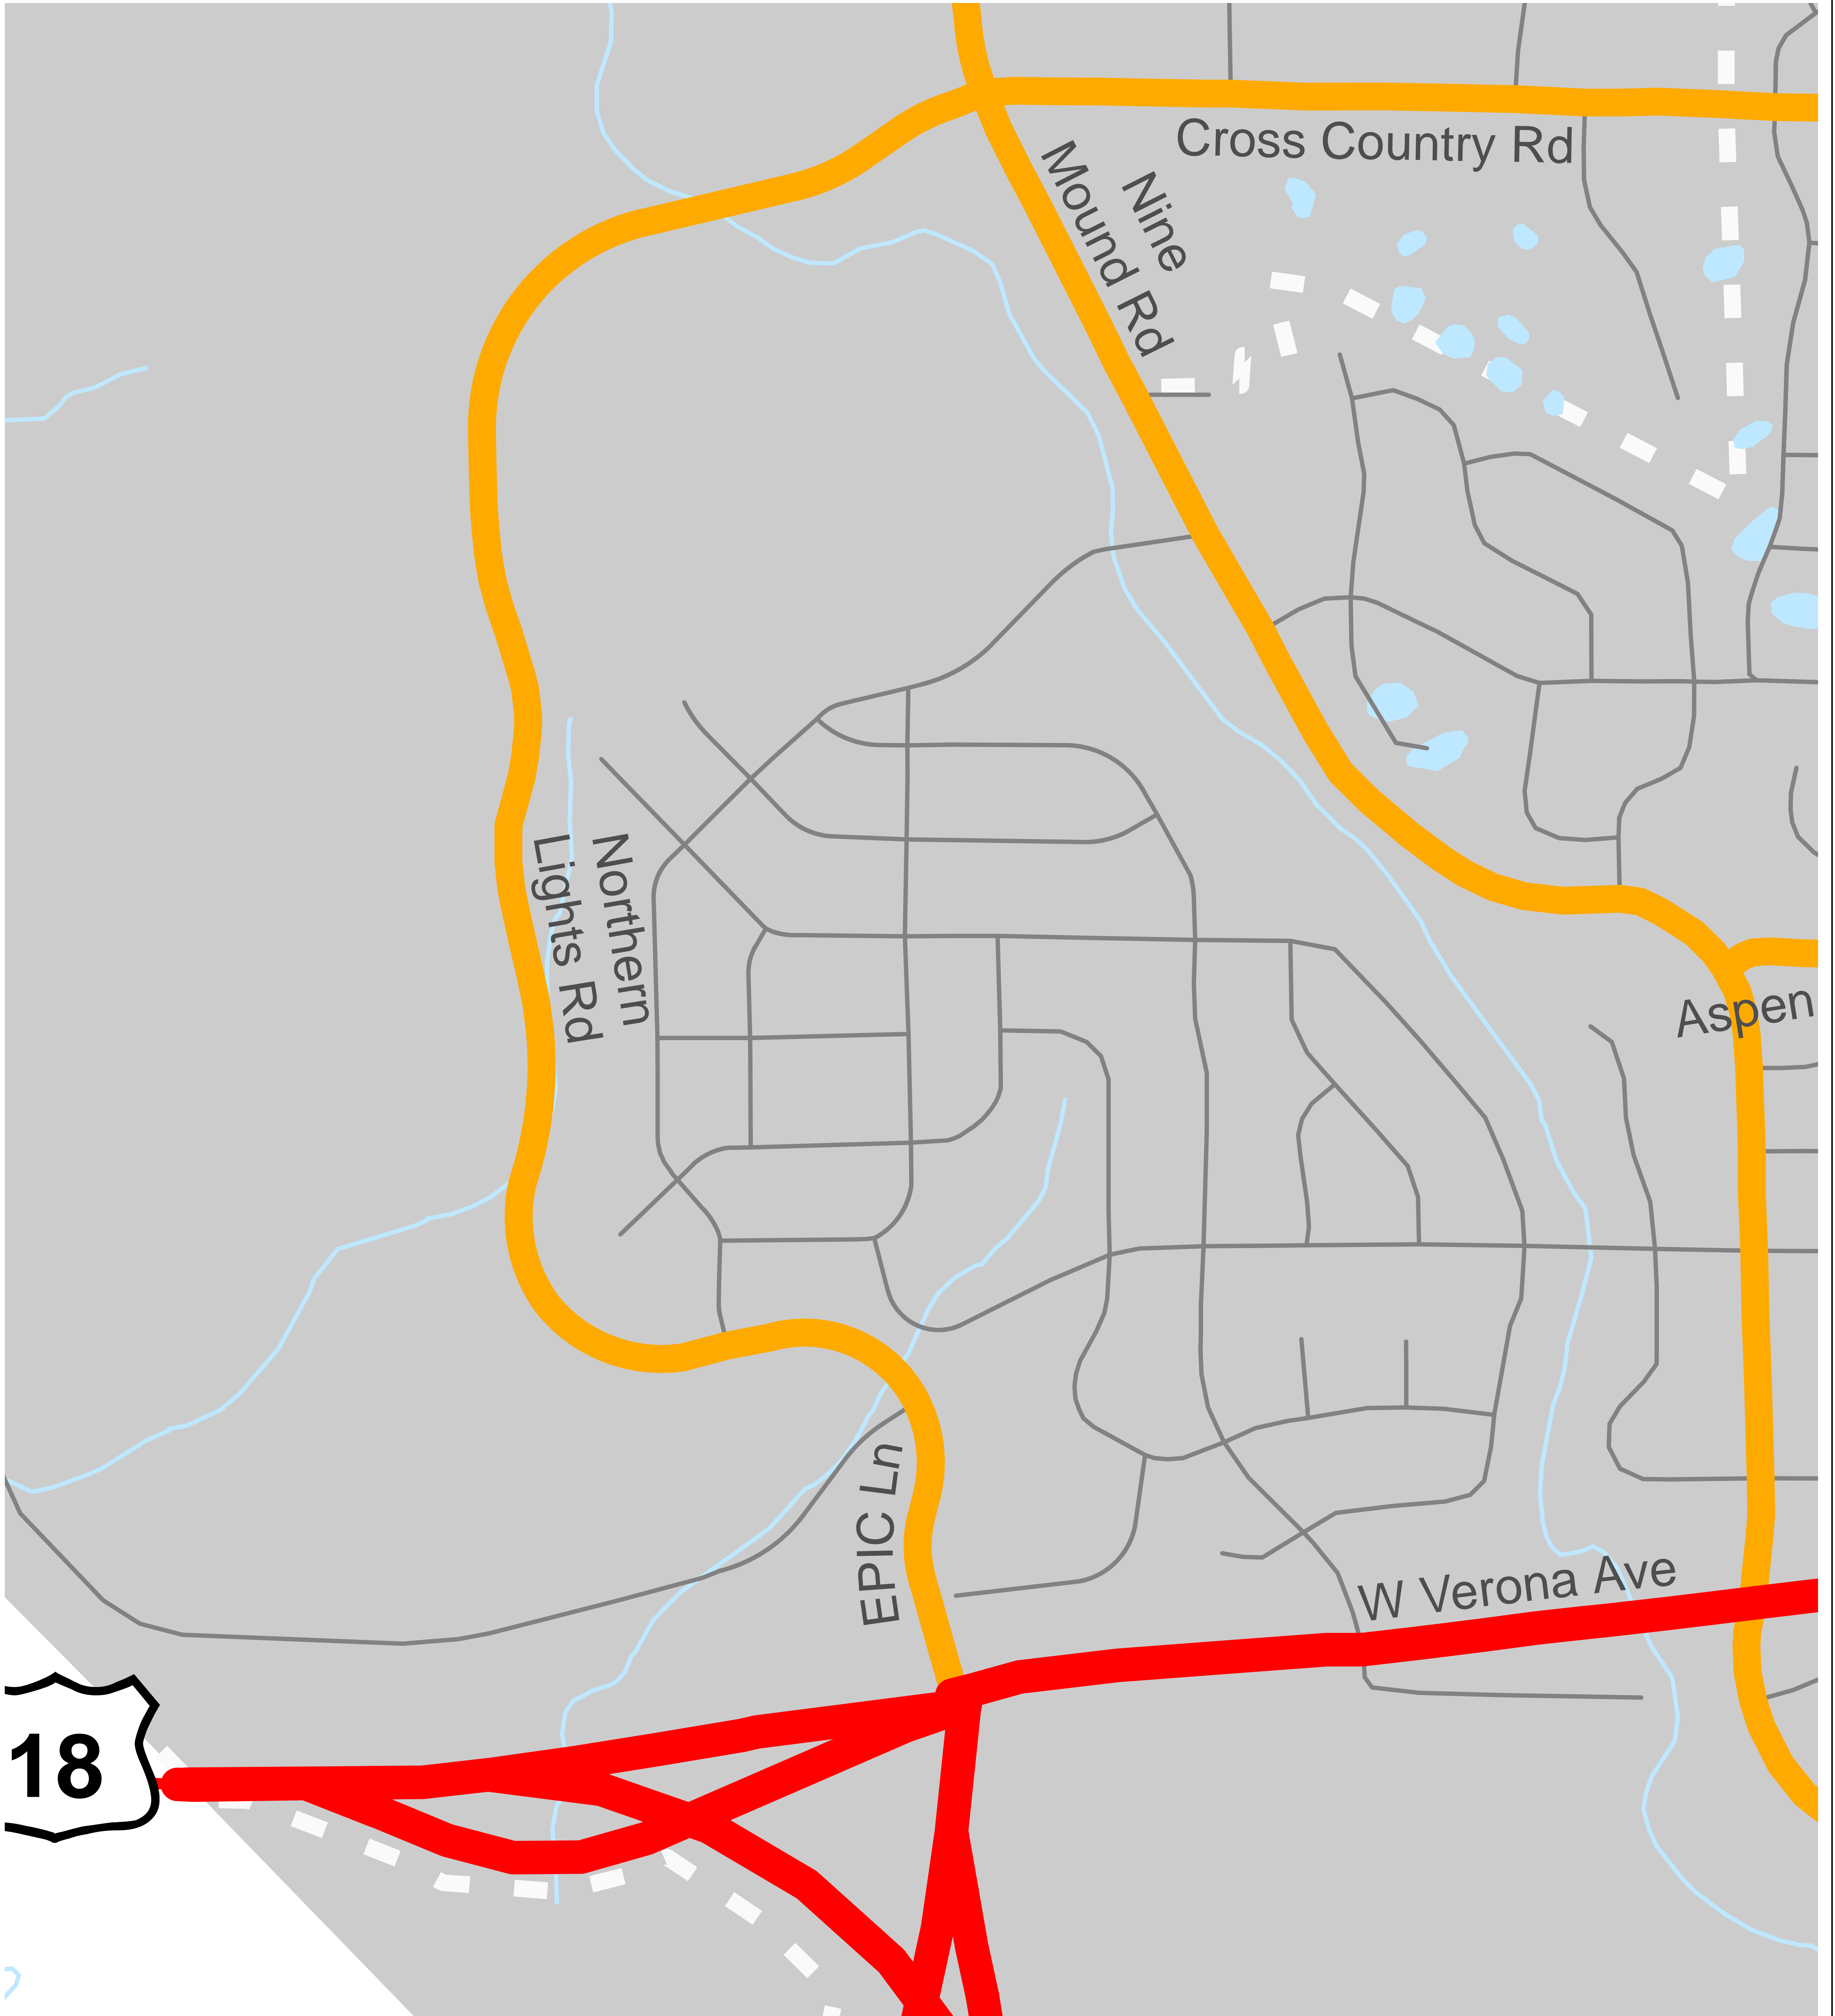 Cross Country Rd
Nine
Mound Rd
Northern
Lights Rd
Aspen
EPIC Ln
W Verona Ave
18